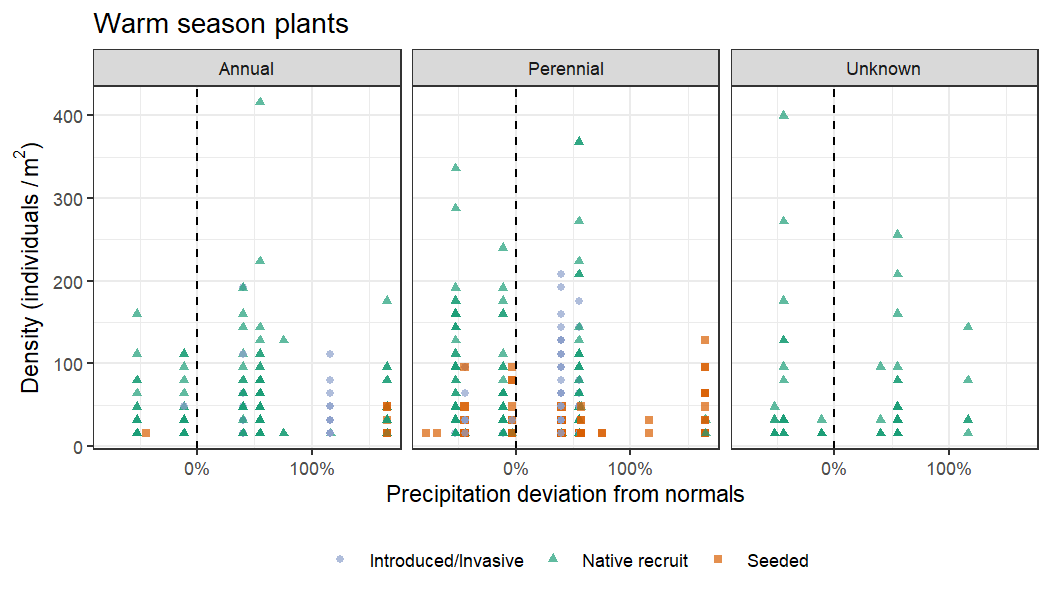 Warm season plants
Annual Perennial Unknown
Density (individuals / m²)
400
300
200
100
0
0% 100% 0% 100% 0% 100%
Precipitation deviation from normals
Introduced/Invasive Native recruit Seeded